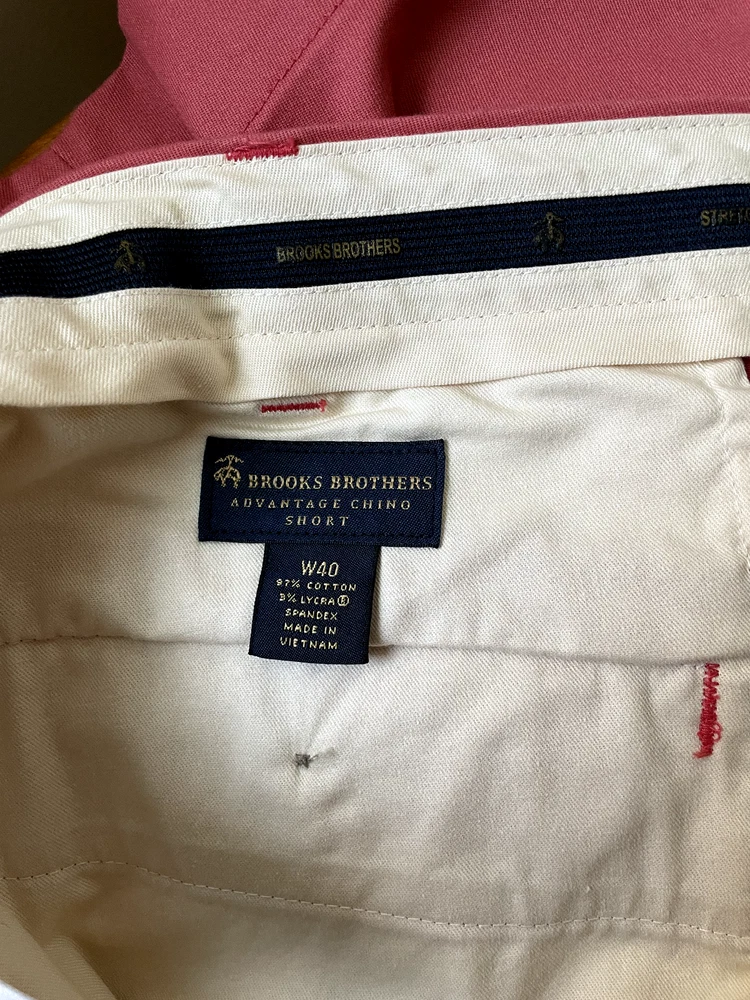 BROOKS BROTHERS
BROOKS BROTHERS
ADVANTAGE CHINO
SHORT
W40
97% COTTON
3% LYCRA®
SPANDEX
MADE IN
VIETNAM